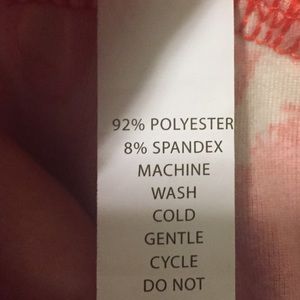 92% POLYESTER
8% SPANDEX
MACHINE
WASH
COLD
GENTLE
CYCLE
DO NOT